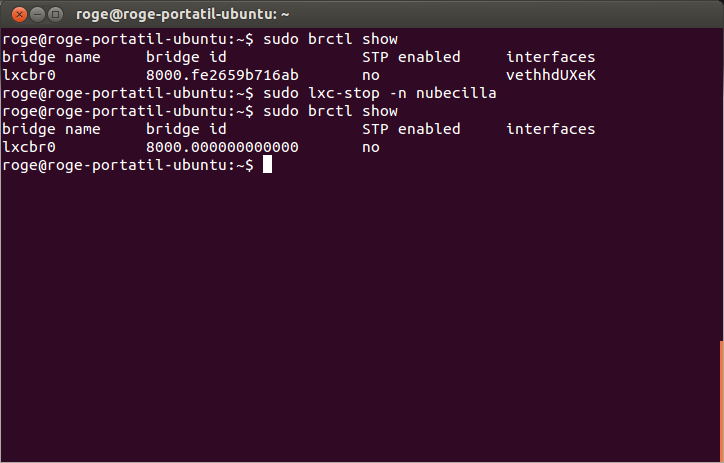 roge@roge-portatil-ubuntu: ~
roge@roge-portatil-ubuntu:~$ sudo brctl show
bridge name     bridge id               STP enabled     interfaces
lxcbr0          8000.fe2659b716ab       no              vethhdUXeK
roge@roge-portatil-ubuntu:~$ sudo lxc-stop -n nubecilla
roge@roge-portatil-ubuntu:~$ sudo brctl show
bridge name     bridge id               STP enabled     interfaces
lxcbr0          8000.000000000000       no
roge@roge-portatil-ubuntu:~$